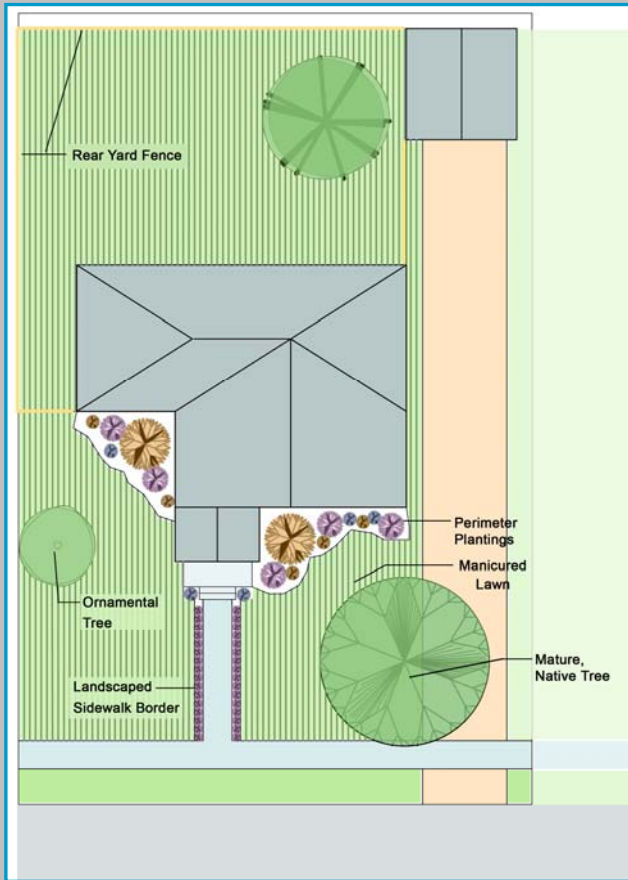 Rear Yard Fence
Perimeter
Plantings
Manicured
Lawn
Ornamental
Tree
Mature,
Native Tree
Landscaped
Sidewalk Border